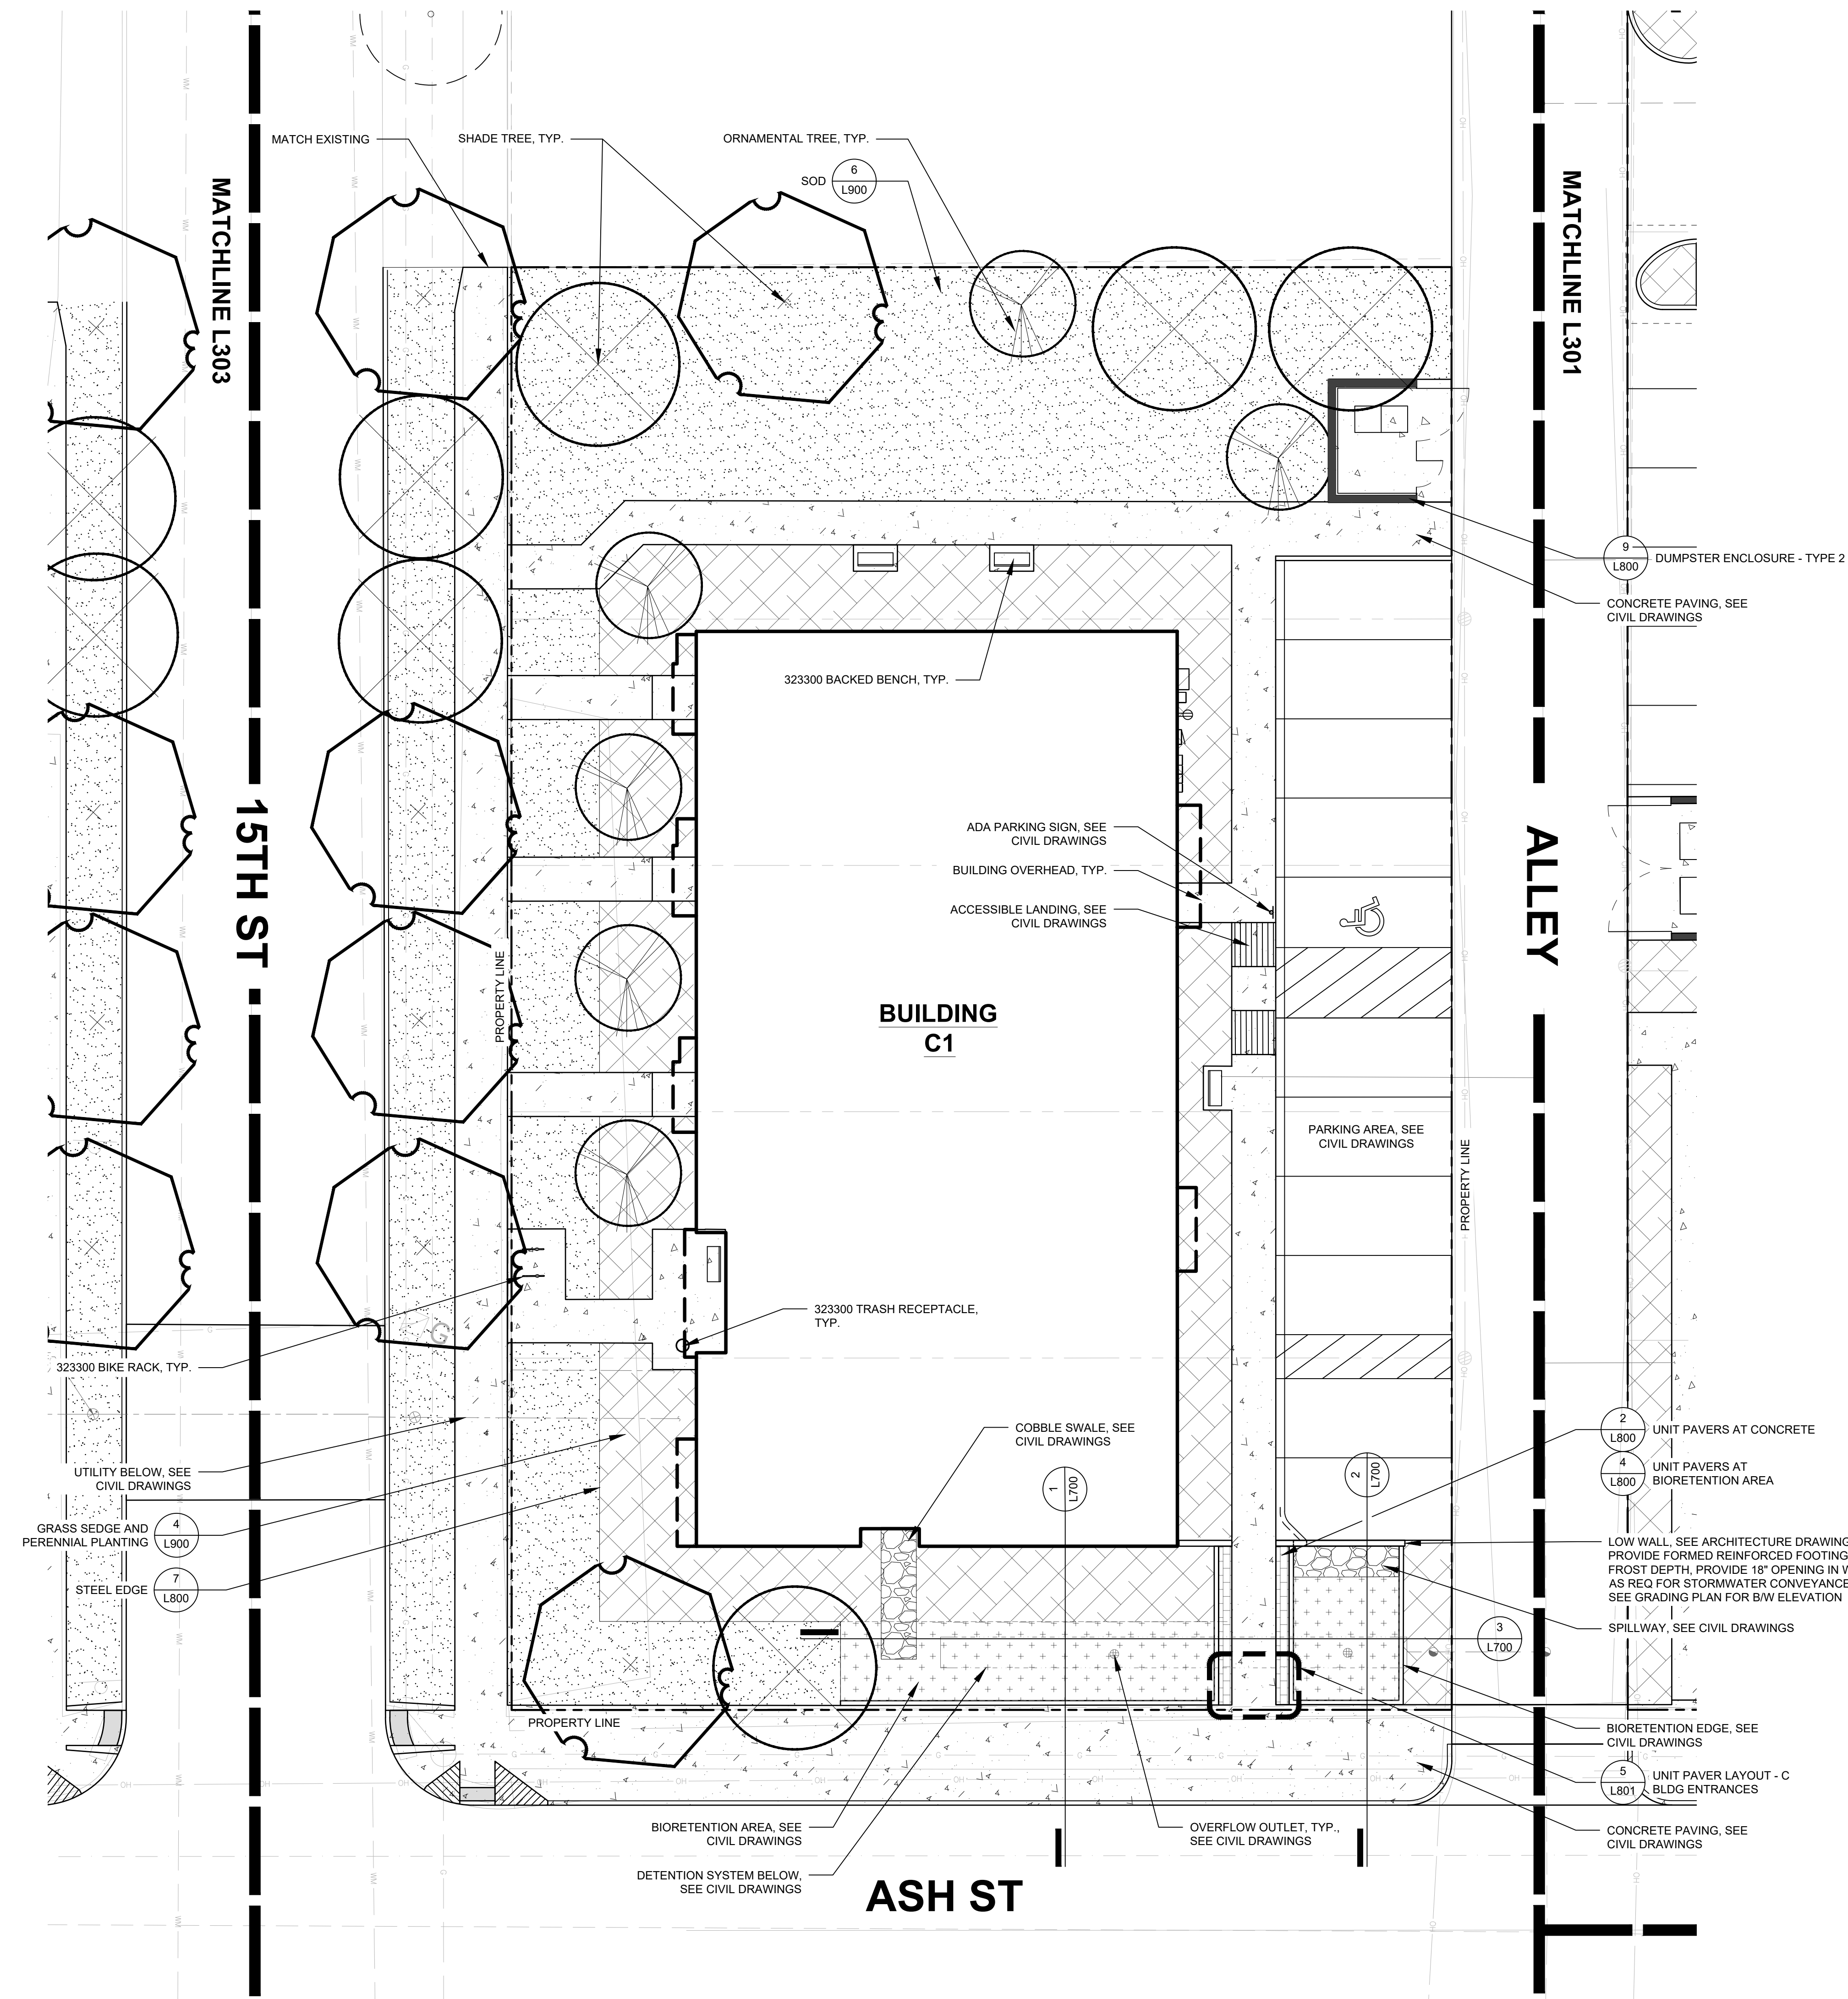 MATCH EXISTING
SHADE TREE, TYP.
ORNAMENTAL TREE, TYP.
SOD
6
L900
MATCHLINE L303
MATCHLINE L301
9
L800
DUMPSTER ENCLOSURE - TYPE 2
CONCRETE PAVING, SEE
CIVIL DRAWINGS
323300 BACKED BENCH, TYP.
15TH ST
ALLEY
ADA PARKING SIGN, SEE
CIVIL DRAWINGS
BUILDING OVERHEAD, TYP.
ACCESSIBLE LANDING, SEE
CIVIL DRAWINGS
PROPERTY LINE
BUILDING
C1
PARKING AREA, SEE
CIVIL DRAWINGS
PROPERTY LINE
323300 TRASH RECEPTACLE,
TYP.
323300 BIKE RACK, TYP.
G
COBBLE SWALE, SEE
CIVIL DRAWINGS
1
L700
2
L700
2
L800
UNIT PAVERS AT CONCRETE
4
L800
UNIT PAVERS AT
BIORETENTION AREA
UTILITY BELOW, SEE
CIVIL DRAWINGS
GRASS SEDGE AND
PERENNIAL PLANTING
4
L900
STEEL EDGE
7
L800
LOW WALL, SEE ARCHITECTURE DRAWING
PROVIDE FORMED REINFORCED FOOTING
FROST DEPTH, PROVIDE 18" OPENING IN W
AS REQ FOR STORMWATER CONVEYANCE
SEE GRADING PLAN FOR B/W ELEVATION
SPILLWAY, SEE CIVIL DRAWINGS
3
L700
PROPERTY LINE
BIORETENTION EDGE, SEE
CIVIL DRAWINGS
5
L801
UNIT PAVER LAYOUT - C
BLDG ENTRANCES
BIORETENTION AREA, SEE
CIVIL DRAWINGS
OVERFLOW OUTLET, TYP.,
SEE CIVIL DRAWINGS
CONCRETE PAVING, SEE
CIVIL DRAWINGS
DETENTION SYSTEM BELOW,
SEE CIVIL DRAWINGS
ASH ST